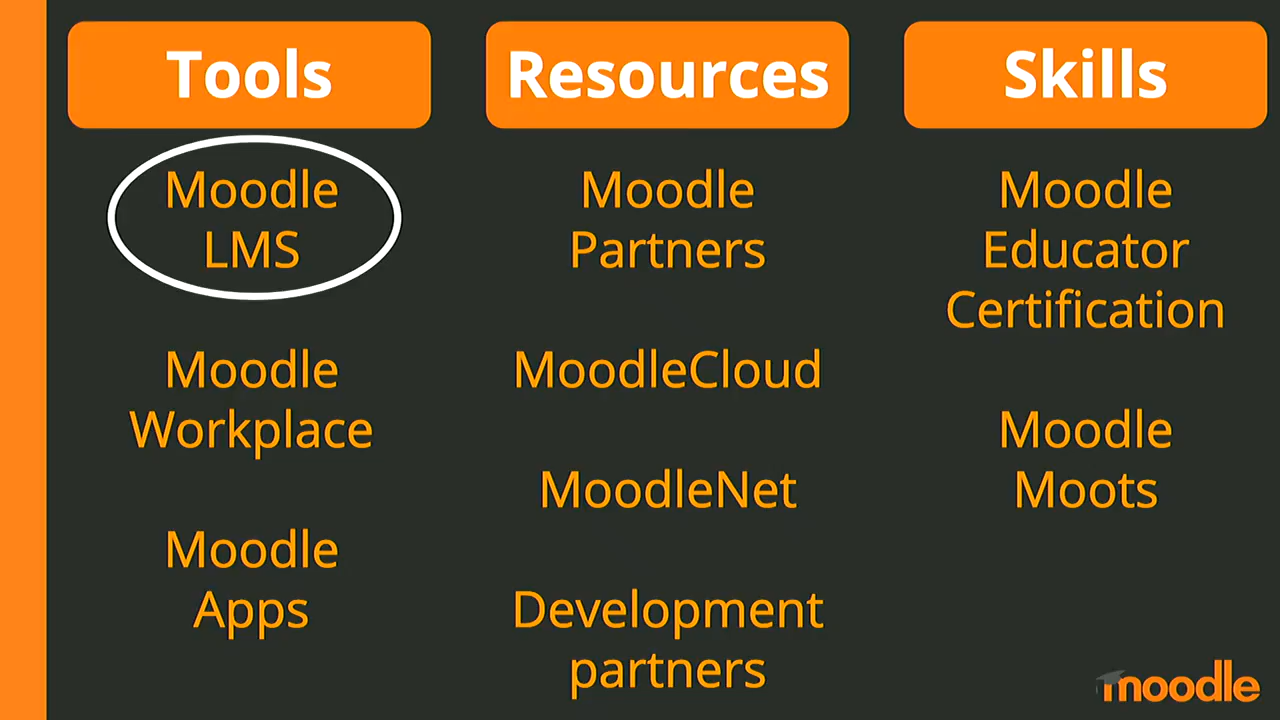 Tools
Moodle
LMS
Moodle
Workplace
Moodle
Apps
Resources
Moodle
Partners
MoodleCloud
MoodleNet
Development
partners
Skills
Moodle
Educator
Certification
Moodle
Moots
moodle